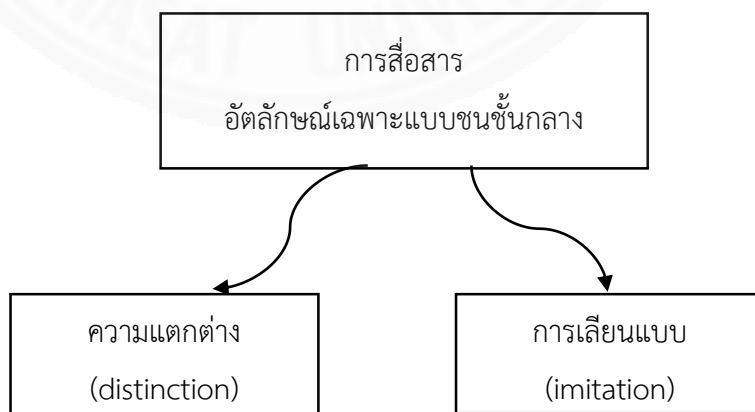 การสื่อสาร
อัตลักษณ์เฉพาะแบบชนชั้นกลาง
ความแตกต่าง
(distinction)
การเลียนแบบ
(imitation)